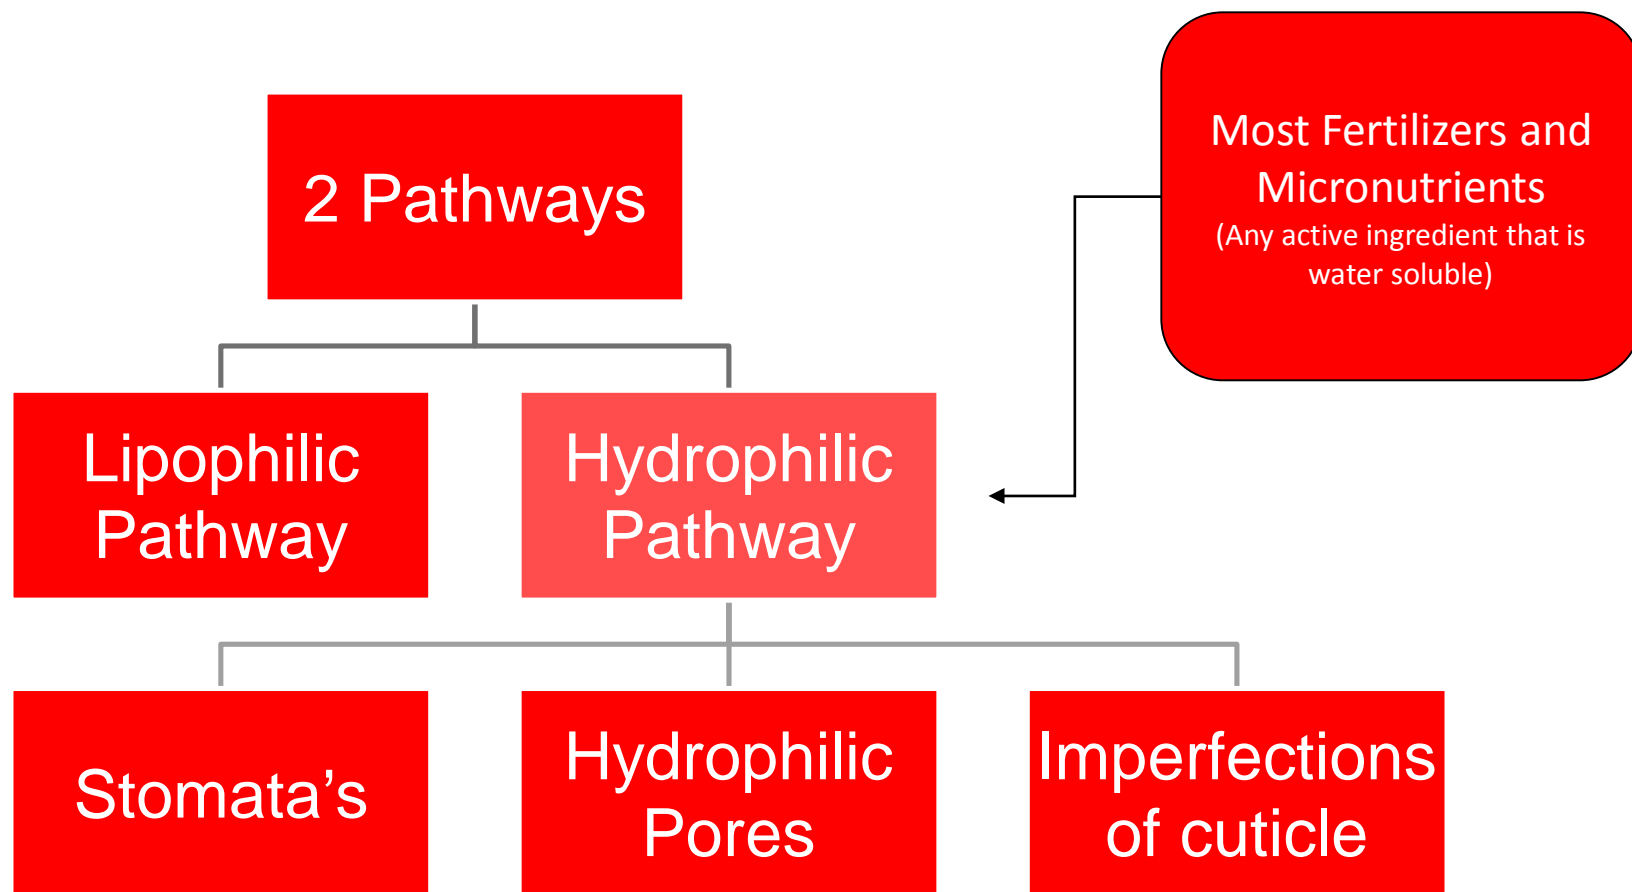 2 Pathways
Most Fertilizers and
Micronutrients
(Any active ingredient that is
water soluble)
Lipophilic
Pathway
Hydrophilic
Pathway
Stomata’s
Hydrophilic
Pores
Imperfections
of cuticle